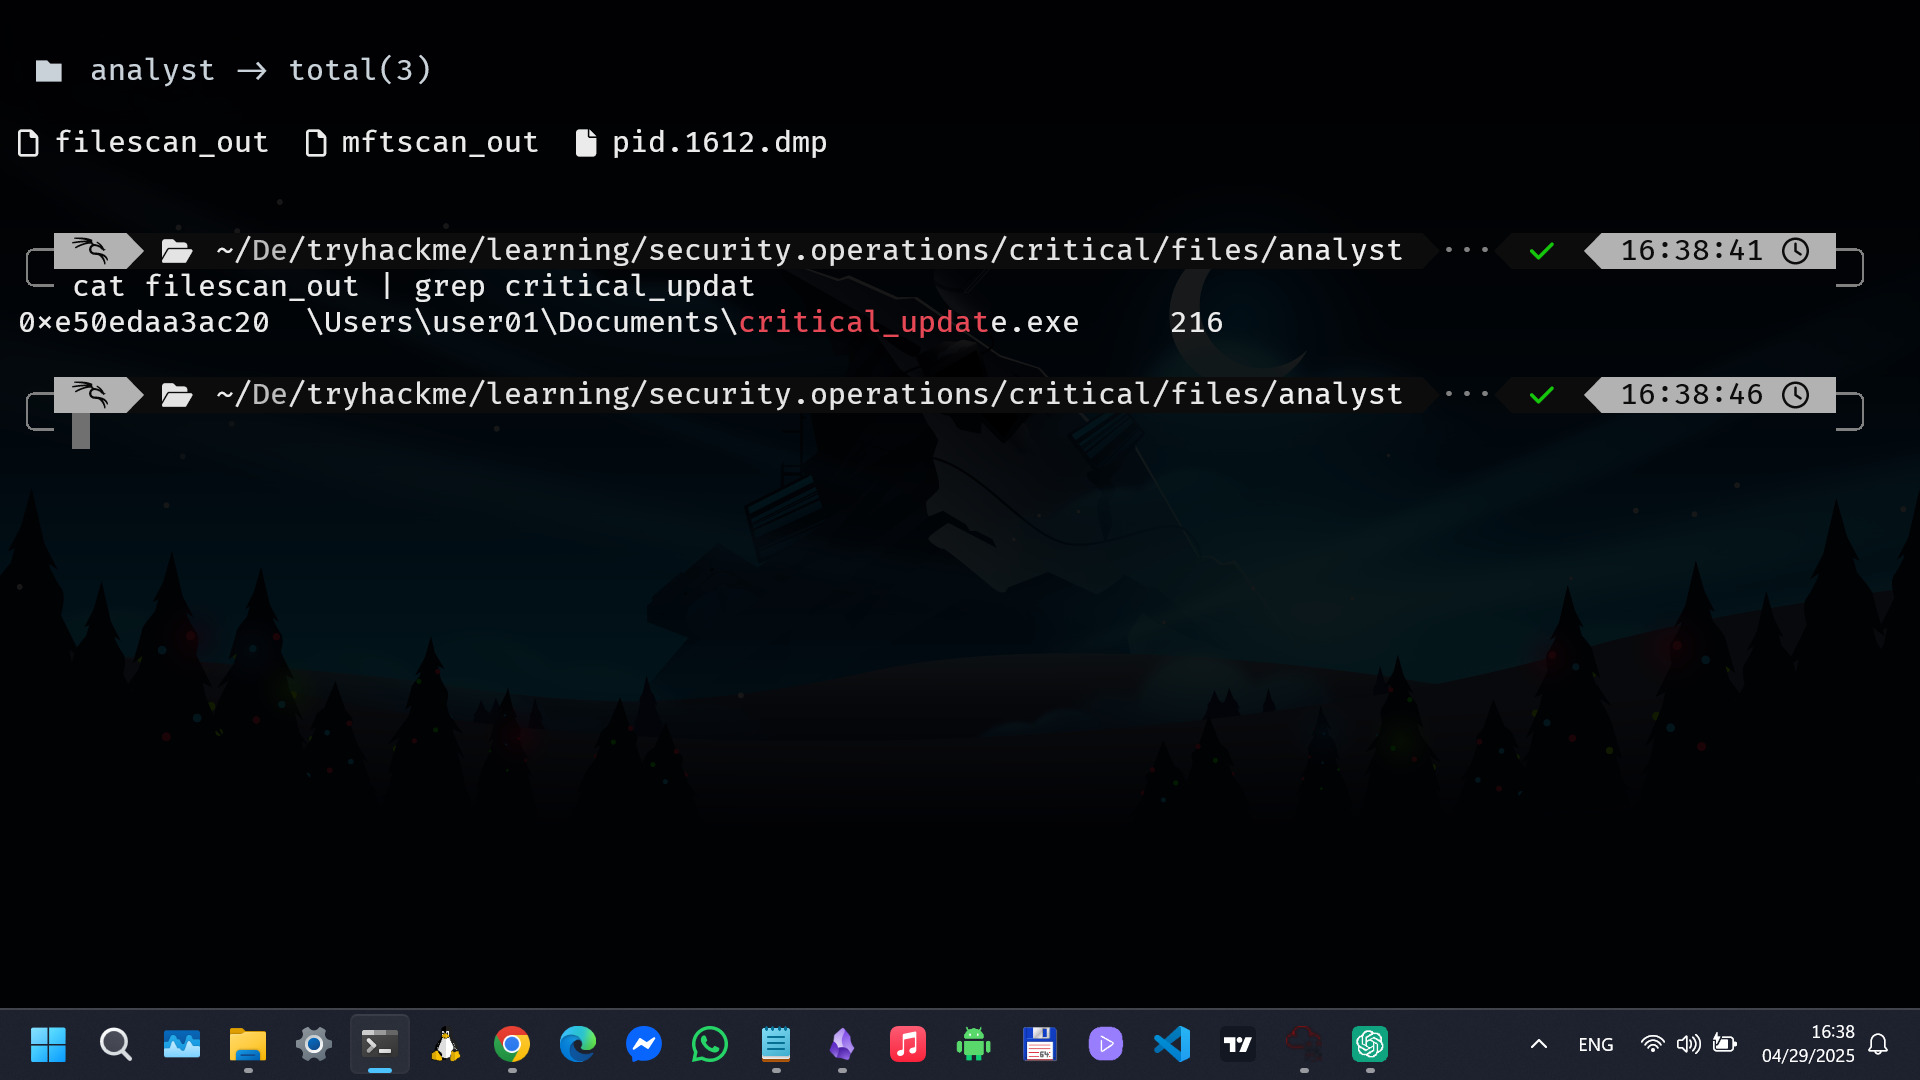 analyst → total(3)
filescan_out mftscan_out pid.1612.dmp
~/De/tryhackme/learning/security.operations/critical/files/analyst ··· ✓ 16:38:41
cat filescan_out | grep critical_updat
0×e50edaa3ac20 \Users\user01\Documents\critical_update.exe 216
~/De/tryhackme/learning/security.operations/critical/files/analyst ··· ✓ 16:38:46
64
ENG
16:38
04/29/2025